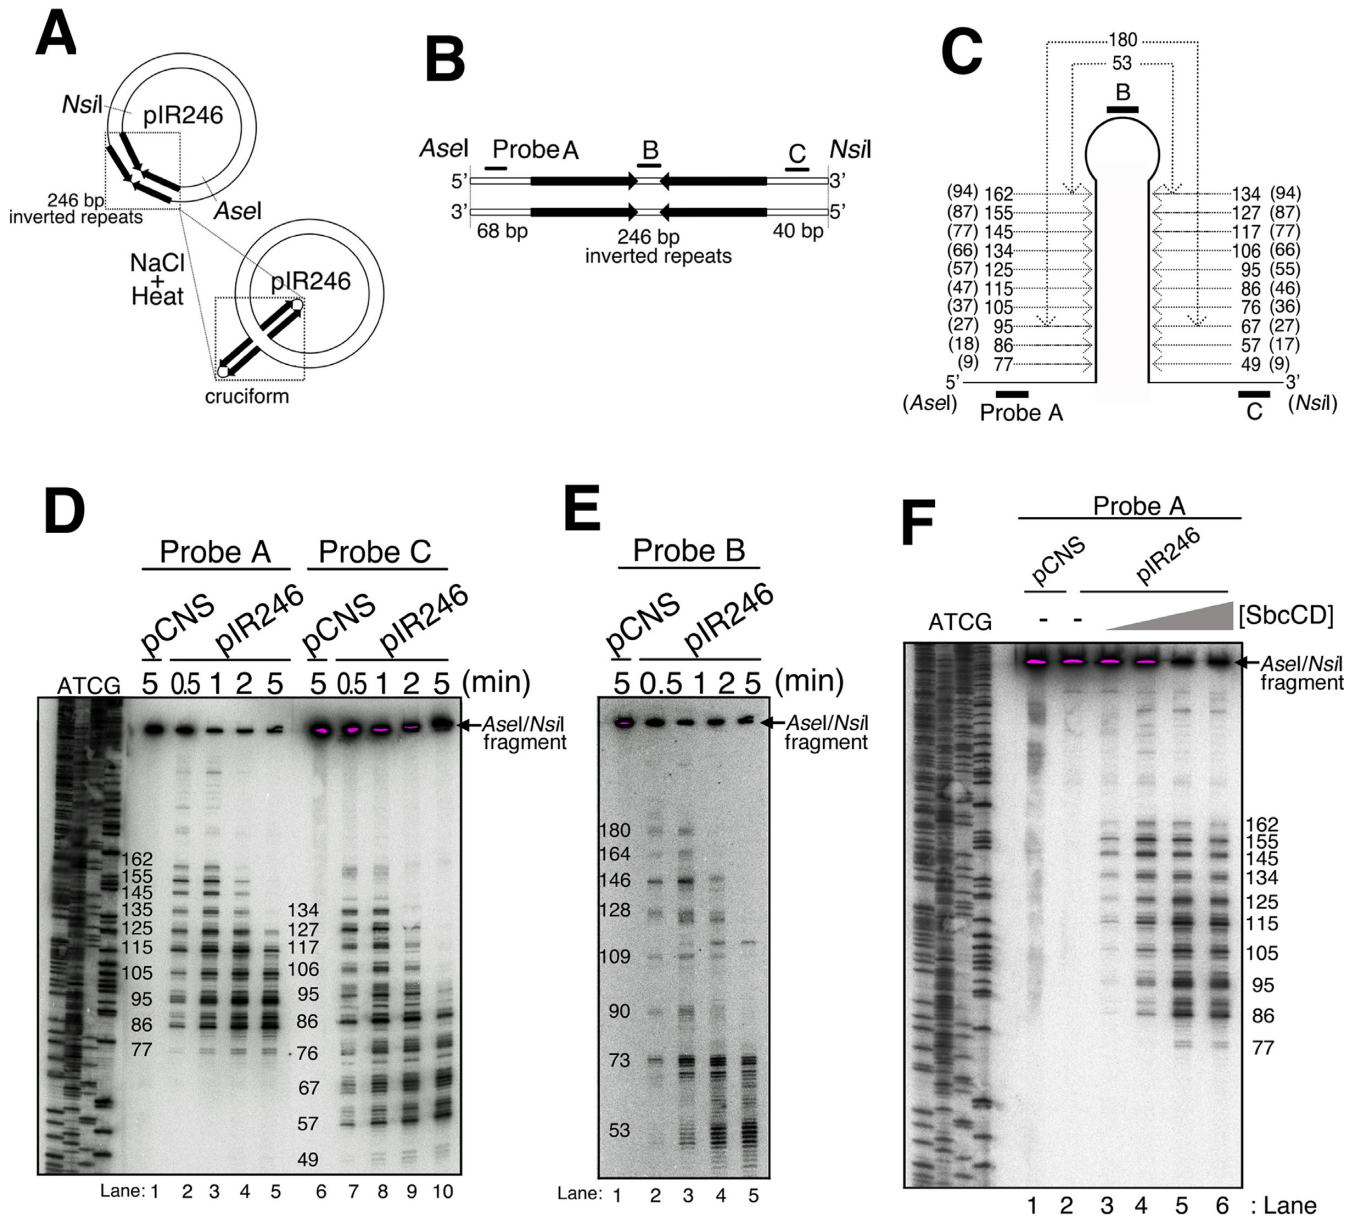 A
NsiI
pIR246
246 bp
inverted repeats
AseI
NaCl
+
Heat
pIR246
cruciform
B
AseI
Probe A
B
C
NsiI
5’
3’
3’
5’
68 bp
246 bp
40 bp
inverted repeats
C
180
53
B
(94) 162
134 (94)
(87) 155
127 (87)
(77) 145
117 (77)
(66) 134
106 (66)
(57) 125
95 (55)
(47) 115
86 (46)
(37) 105
76 (36)
(27) 95
67 (27)
(18) 86
57 (17)
(9) 77
49 (9)
5’
3’
(AseI)
Probe A
C
(NsiI)
D
Probe A
Probe C
pCNS
pIR246
pCNS
pIR246
ATCG
5 0.5 1 2 5
5 0.5 1 2 5 (min)
AseI/NsiI
fragment
162
155
145
135
125
115
105
95
86
77
134
127
117
106
95
86
76
67
57
49
Lane: 1 2 3 4 5 6 7 8 9 10
E
Probe B
pCNS
pIR246
5 0.5 1 2 5 (min)
AseI/NsiI
fragment
180
164
146
128
109
90
73
53
Lane: 1 2 3 4 5
F
Probe A
pCNS
pIR246
ATCG
- -
[SbcCD]
AseI/NsiI
fragment
162
155
145
134
125
115
105
95
86
77
1 2 3 4 5 6 : Lane